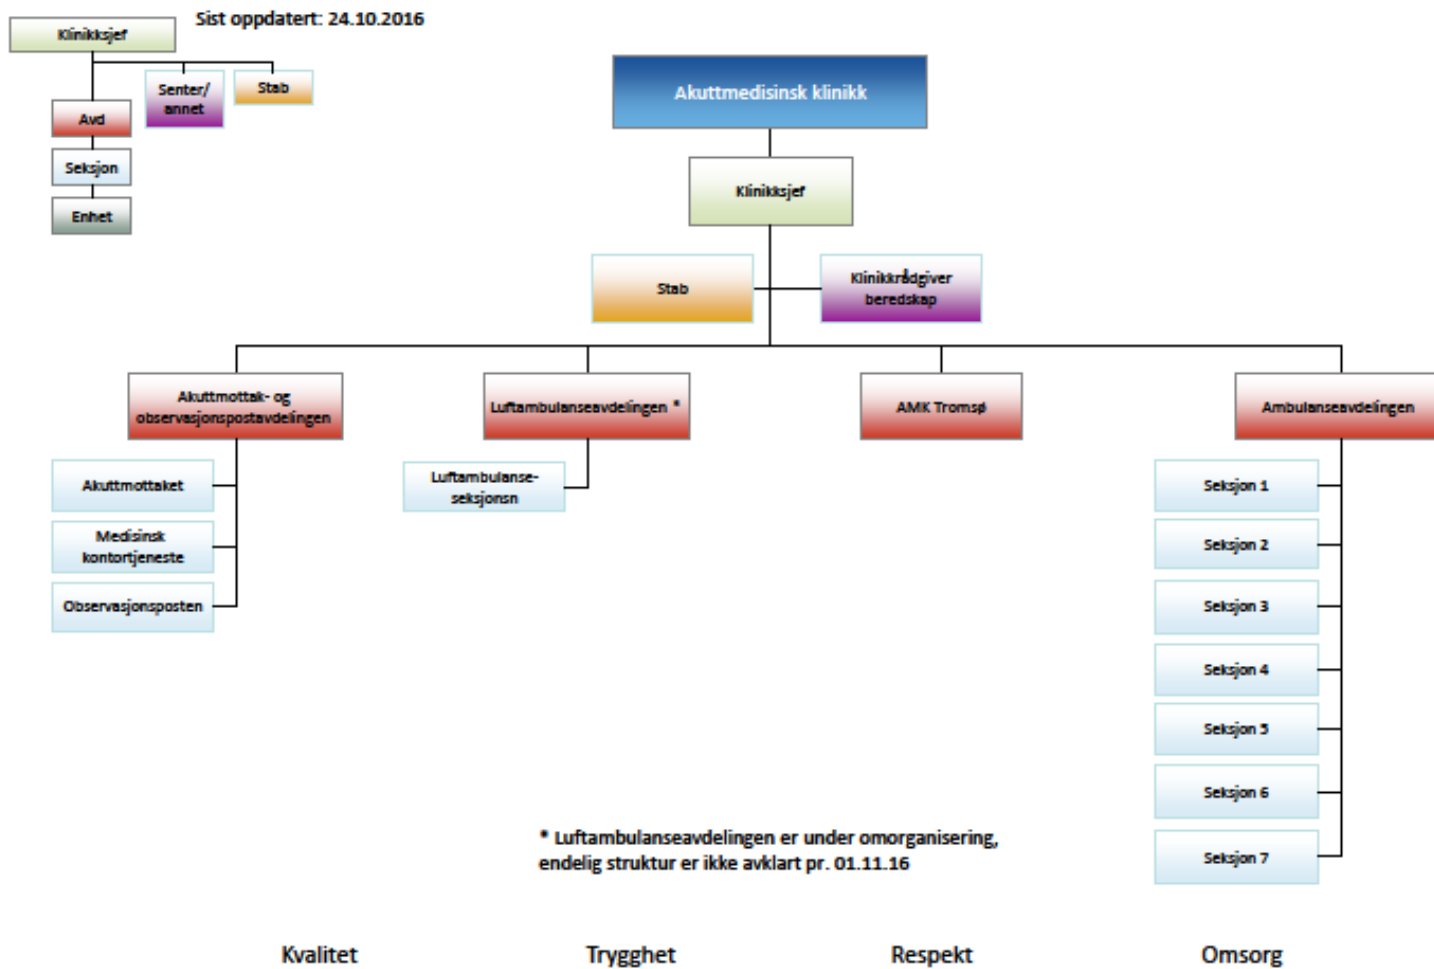 Sist oppdatert: 24.10.2016
Klinikksjef
Senter/
annet
Stab
Avd
Seksjon
Enhet
Akuttmedisinsk klinikk
Klinikksjef
Stab
Klinikkrådgiver
beredskap
Akuttmottak- og
observasjonspostavdelingen
Luftambulanseavdelingen *
AMK Tromsø
Ambulanseavdelingen
Akuttmottaket
Medisinsk
kontortjeneste
Observasjonsposten
Luftambulanse-
seksjonsn
Seksjon 1
Seksjon 2
Seksjon 3
Seksjon 4
Seksjon 5
Seksjon 6
Seksjon 7
* Luftambulanseavdelingen er under omorganisering,
endelig struktur er ikke avklart pr. 01.11.16
Kvalitet Trygghet Respekt Omsorg